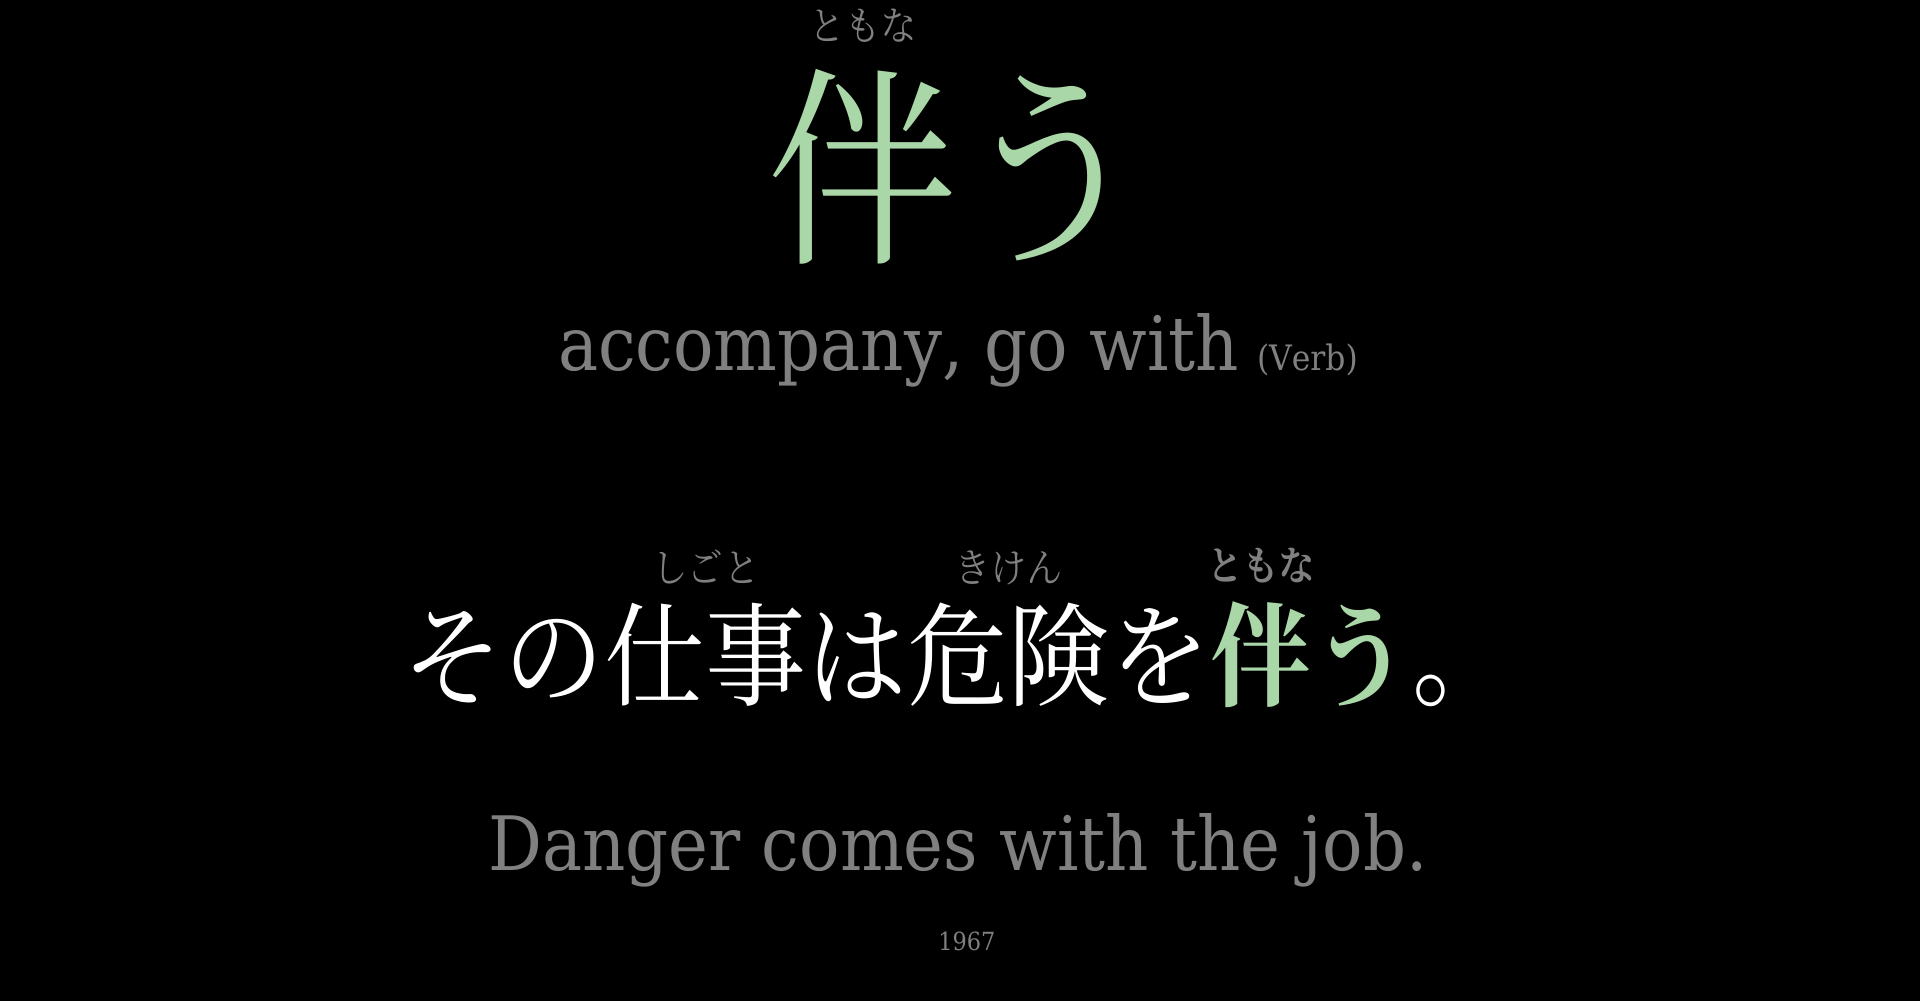 ともな
伴う
accompany, go with (Verb)
しごと きけん ともな
その仕事は危険を伴う。
Danger comes with the job.
1967